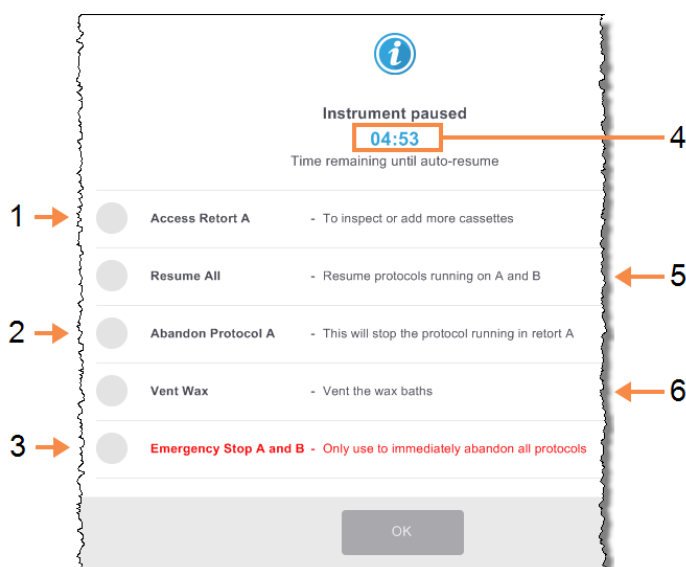 i
Instrument paused
04:53
4
Time remaining until auto-resume
1
Access Retort A - To inspect or add more cassettes
Resume All - Resume protocols running on A and B
5
2
Abandon Protocol A - This will stop the protocol running in retort A
Vent Wax - Vent the wax baths
6
3
Emergency Stop A and B - Only use to immediately abandon all protocols
OK